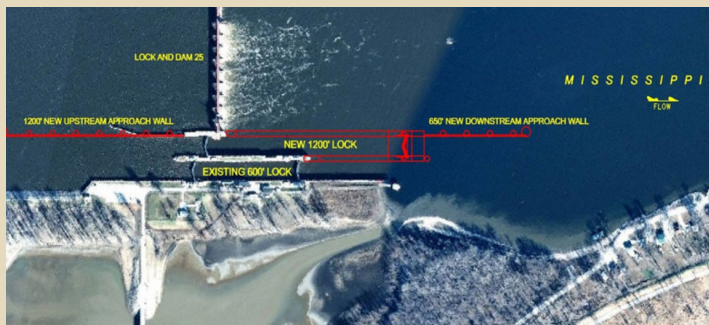 LOCK AND DAM 25
MISSISSIPPI
FLOW
1200' NEW UPSTREAM APPROACH WALL
650' NEW DOWNSTREAM APPROACH WALL
NEW 1200' LOCK
EXISTING 600' LOCK